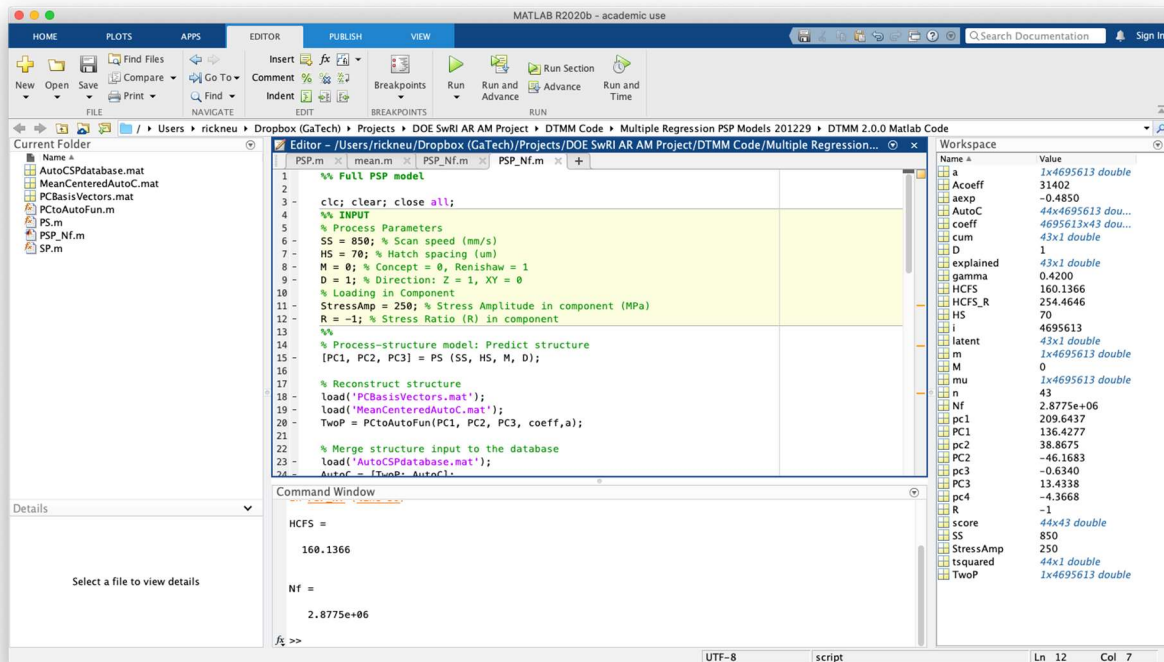 MATLAB R2020b - academic use
HOME PLOTS APPS EDITOR PUBLISH VIEW
Search Documentation Sign In
New Open Save Find Files Compare Print Go To Find Insert Comment Indent Breakpoints Run Run and Advance Run Section Advance Run and Time
FILE NAVIGATE EDIT BREAKPOINTS RUN
/ Users rickneu Dropbox (GaTech) Projects DOE SwRI AR AM Project DTMM Code Multiple Regression PSP Models 201229 DTMM 2.0.0 Matlab Code
Current Folder
Name
AutoCSPdatabase.mat
MeanCenteredAutoC.mat
PCBasisVectors.mat
PCtoAutoFun.m
PS.m
PSP_Nf.m
SP.m
Details
Select a file to view details
Editor - /Users/rickneu/Dropbox (GaTech)/Projects/DOE SwRI AR AM Project/DTMM Code/Multiple Regression...
PSP.m mean.m PSP_Nf.m PSP_Nf.m +
1 %% Full PSP model
2
3 - clc; clear; close all;
4 %% INPUT
5 % Process Parameters
6 - SS = 850; % Scan speed (mm/s)
7 - HS = 70; % Hatch spacing (um)
8 - M = 0; % Concept = 0, Renishaw = 1
9 - D = 1; % Direction: Z = 1, XY = 0
10 % Loading in Component
11 - StressAmp = 250; % Stress Amplitude in component (MPa)
12 - R = -1; % Stress Ratio (R) in component
13 %%
14 % Process-structure model: Predict structure
15 - [PC1, PC2, PC3] = PS (SS, HS, M, D);
16
17 % Reconstruct structure
18 - load('PCBasisVectors.mat');
19 - load('MeanCenteredAutoC.mat');
20 - TwoP = PCtoAutoFun(PC1, PC2, PC3, coeff,a);
21
22 % Merge structure input to the database
23 - load('AutoCSPdatabase.mat');
24 - AutoC = [TwoP; AutoC];
Command Window
HCFS =
160.1366
Nf =
2.8775e+06
fx >>
Workspace
Name Value
a 1x4695613 double
Acoeff 31402
aexp -0.4850
AutoC 44x4695613 dou...
coeff 4695613x43 dou...
cum 43x1 double
D 1
explained 43x1 double
gamma 0.4200
HCFS 160.1366
HCFS_R 254.4646
HS 70
i 4695613
latent 43x1 double
m 1x4695613 double
M 0
mu 1x4695613 double
n 43
Nf 2.8775e+06
pc1 209.6437
PC1 136.4277
pc2 38.8675
PC2 -46.1683
pc3 -0.6340
PC3 13.4338
pc4 -4.3668
R -1
score 44x43 double
SS 850
StressAmp 250
tsquared 44x1 double
TwoP 1x4695613 double
UTF-8 script Ln 12 Col 7